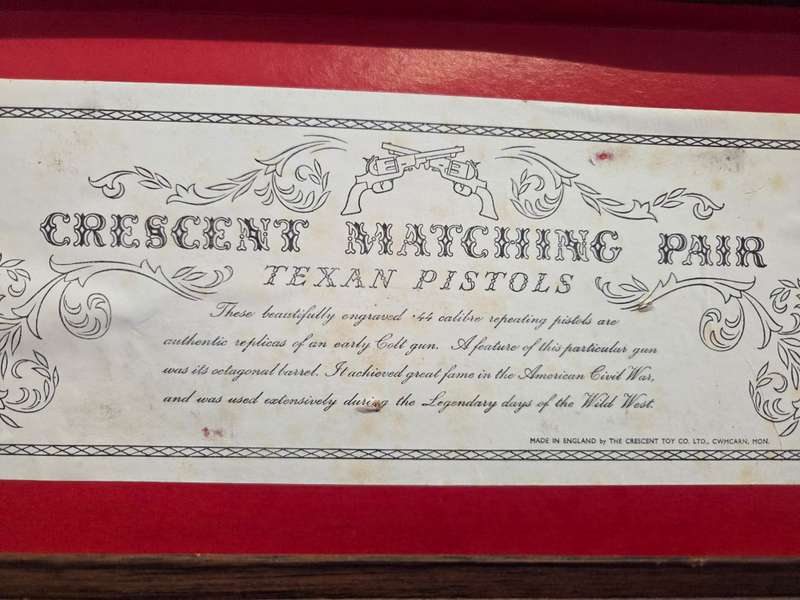 CRESCENT MATCHING PAIR
TEXAN PISTOLS
These beautifully engraved ·44 calibre repeating pistols are
authentic replicas of an early Colt gun. A feature of this particular gun
was its octagonal barrel. It achieved great fame in the American Civil War,
and was used extensively during the Legendary days of the Wild West.
MADE IN ENGLAND by THE CRESCENT TOY CO. LTD., CWMCARN, MON.